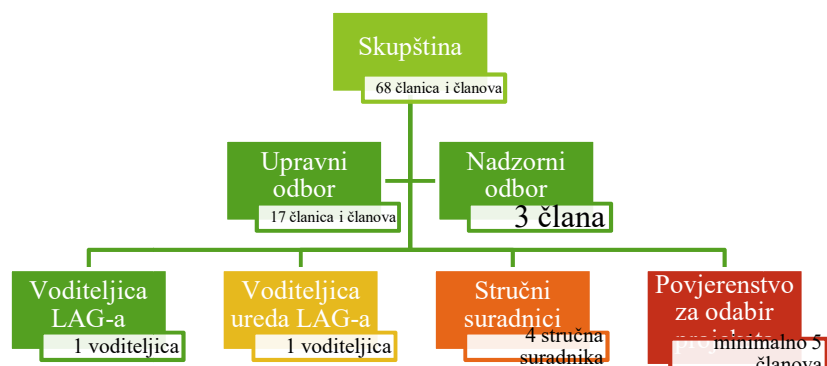 Skupština
68 članica i članova
Upravni
odbor
17 članica i članova
Nadzorni
odbor
3 člana
Voditeljica
LAG-a
1 voditeljica
Voditeljica
ureda LAG-a
1 voditeljica
Stručni
suradnici
4 stručna
suradnika
Povjerenstvo
za odabir
projekata
minimalno 5
članova